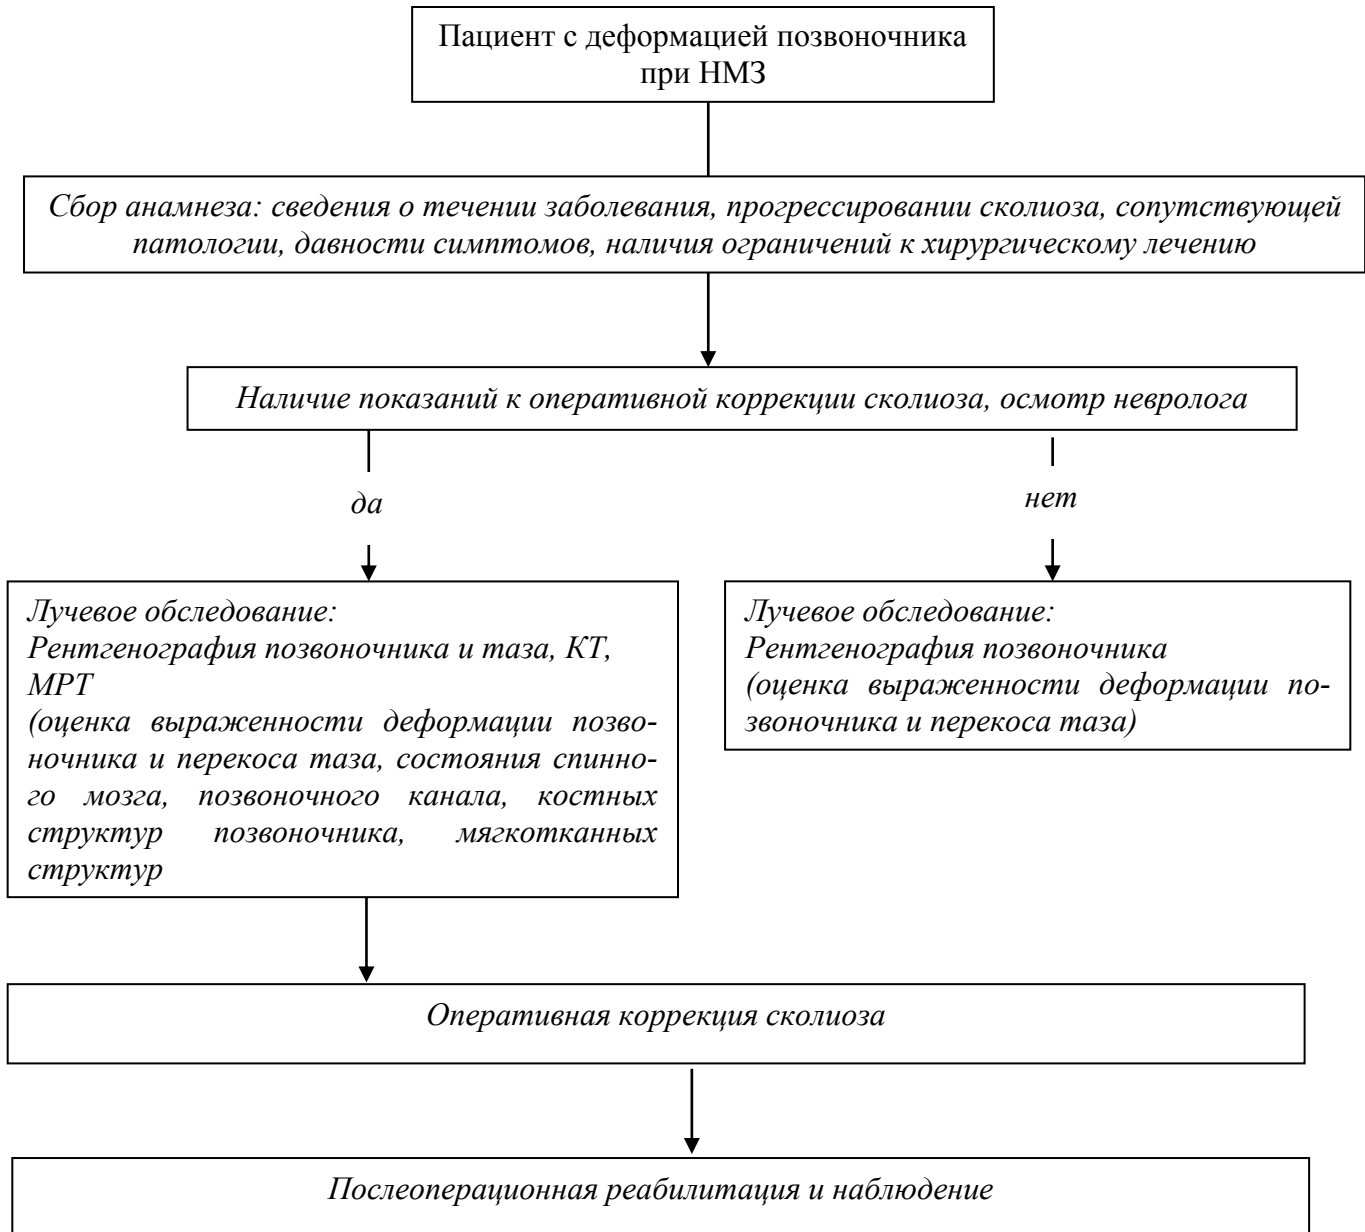 Пациент с деформацией позвоночника
при НМЗ
Сбор анамнеза: сведения о течении заболевания, прогрессировании сколиоза, сопутствующей
патологии, давности симптомов, наличия ограничений к хирургическому лечению
Наличие показаний к оперативной коррекции сколиоза, осмотр невролога
да
нет
Лучевое обследование:
Рентгенография позвоночника и таза, КТ,
МРТ
(оценка выраженности деформации позво-
ночника и перекоса таза, состояния спинно-
го мозга, позвоночного канала, костных
структур позвоночника, мягкотканных
структур
Лучевое обследование:
Рентгенография позвоночника
(оценка выраженности деформации по-
звоночника и перекоса таза)
Оперативная коррекция сколиоза
Послеоперационная реабилитация и наблюдение